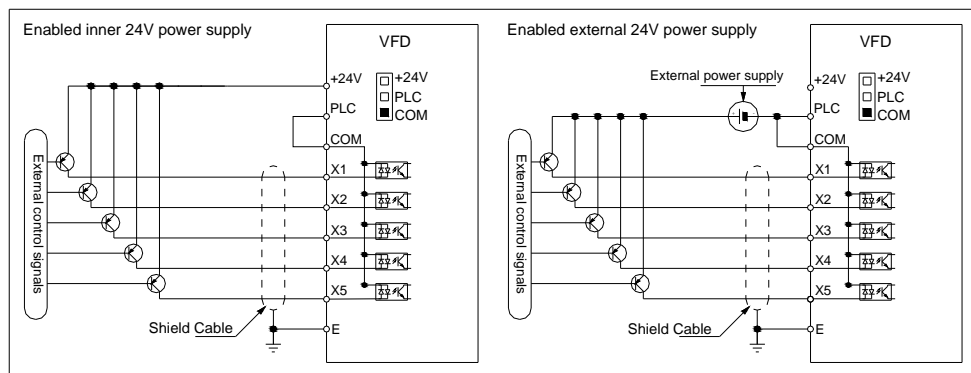 Enabled inner 24V power supply
VFD
+24V
+24V
PLC
COM
PLC
COM
X1
X2
X3
X4
X5
E
External control signals
Shield Cable
Enabled external 24V power supply
VFD
External power supply
+24V
+24V
PLC
COM
PLC
COM
X1
X2
X3
X4
X5
E
External control signals
Shield Cable